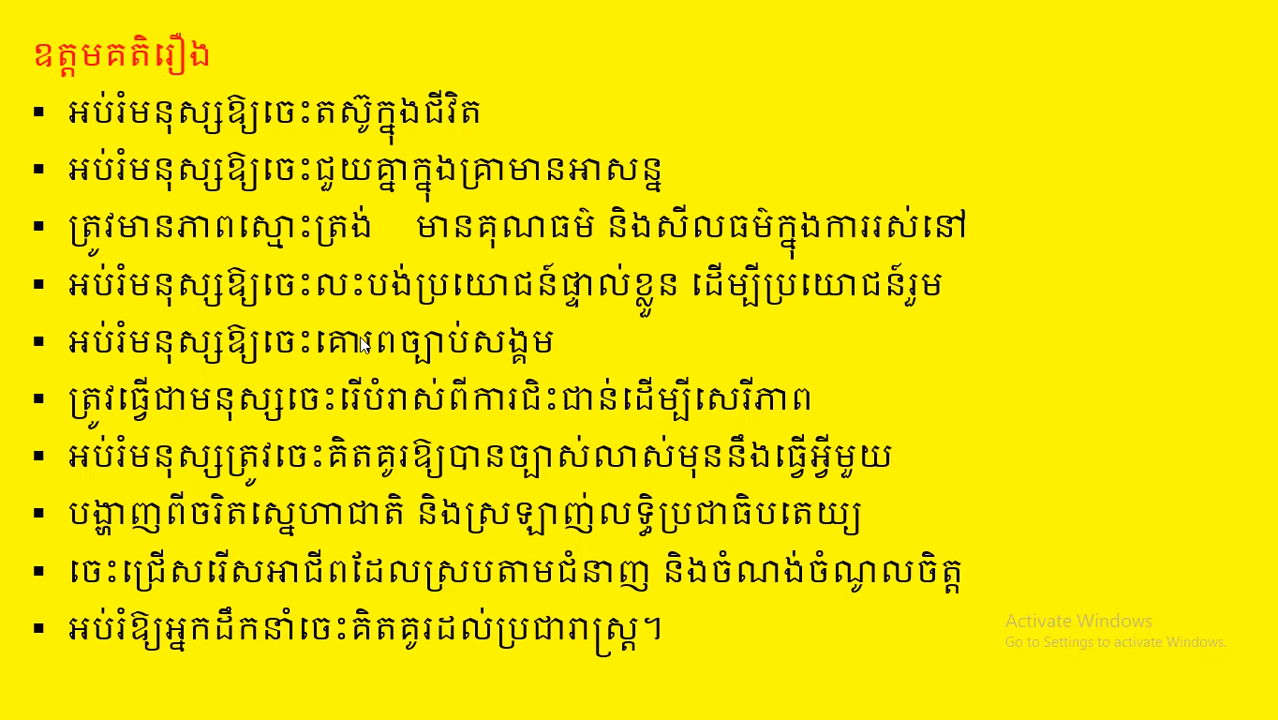 ឧត្តមគតិរឿង
▪ អប់រំមនុស្សឱ្យចេះតស៊ូក្នុងជីវិត
▪ អប់រំមនុស្សឱ្យចេះជួយគ្នាក្នុងគ្រាមានអាសន្ន
▪ ត្រូវមានភាពស្មោះត្រង់ មានគុណធម៌ និងសីលធម៌ក្នុងការរស់នៅ
▪ អប់រំមនុស្សឱ្យចេះលះបង់ប្រយោជន៍ផ្ទាល់ខ្លួន ដើម្បីប្រយោជន៍រួម
▪ អប់រំមនុស្សឱ្យចេះគោរពច្បាប់សង្គម
▪ ត្រូវធ្វើជាមនុស្សចេះរើបំរាស់ពីការជិះជាន់ដើម្បីសេរីភាព
▪ អប់រំមនុស្សត្រូវចេះគិតគូរឱ្យបានច្បាស់លាស់មុននឹងធ្វើអ្វីមួយ
▪ បង្ហាញពីចរិតស្នេហាជាតិ និងស្រឡាញ់លទ្ធិប្រជាធិបតេយ្យ
▪ ចេះជ្រើសរើសអាជីពដែលស្របតាមជំនាញ និងចំណង់ចំណូលចិត្ត
▪ អប់រំឱ្យអ្នកដឹកនាំចេះគិតគូរដល់ប្រជារាស្ត្រ។
Activate Windows
Go to Settings to activate Windows.